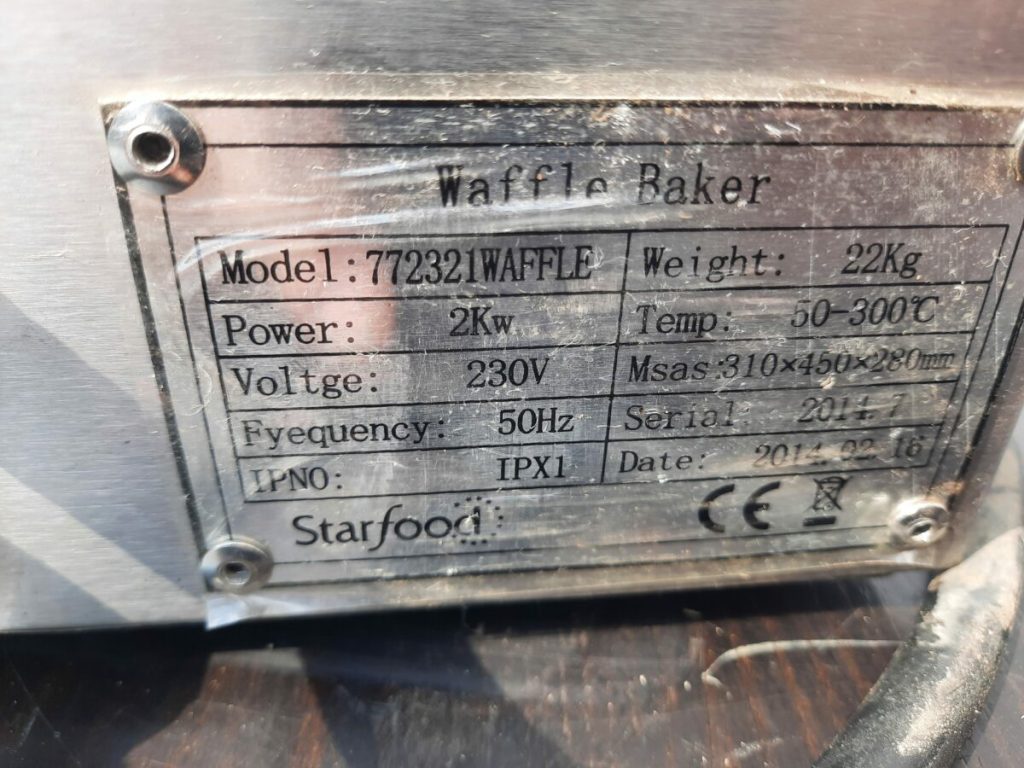 Waffle Baker
Model: 772321WAFFLE Weight: 22Kg
Power: 2Kw Temp: 50-300℃
Voltge: 230V Msas:310×450×280mm
Fyequency: 50Hz Serial: 2014.7
IPNO: IPX1 Date: 2014.02.16
Starfood CE